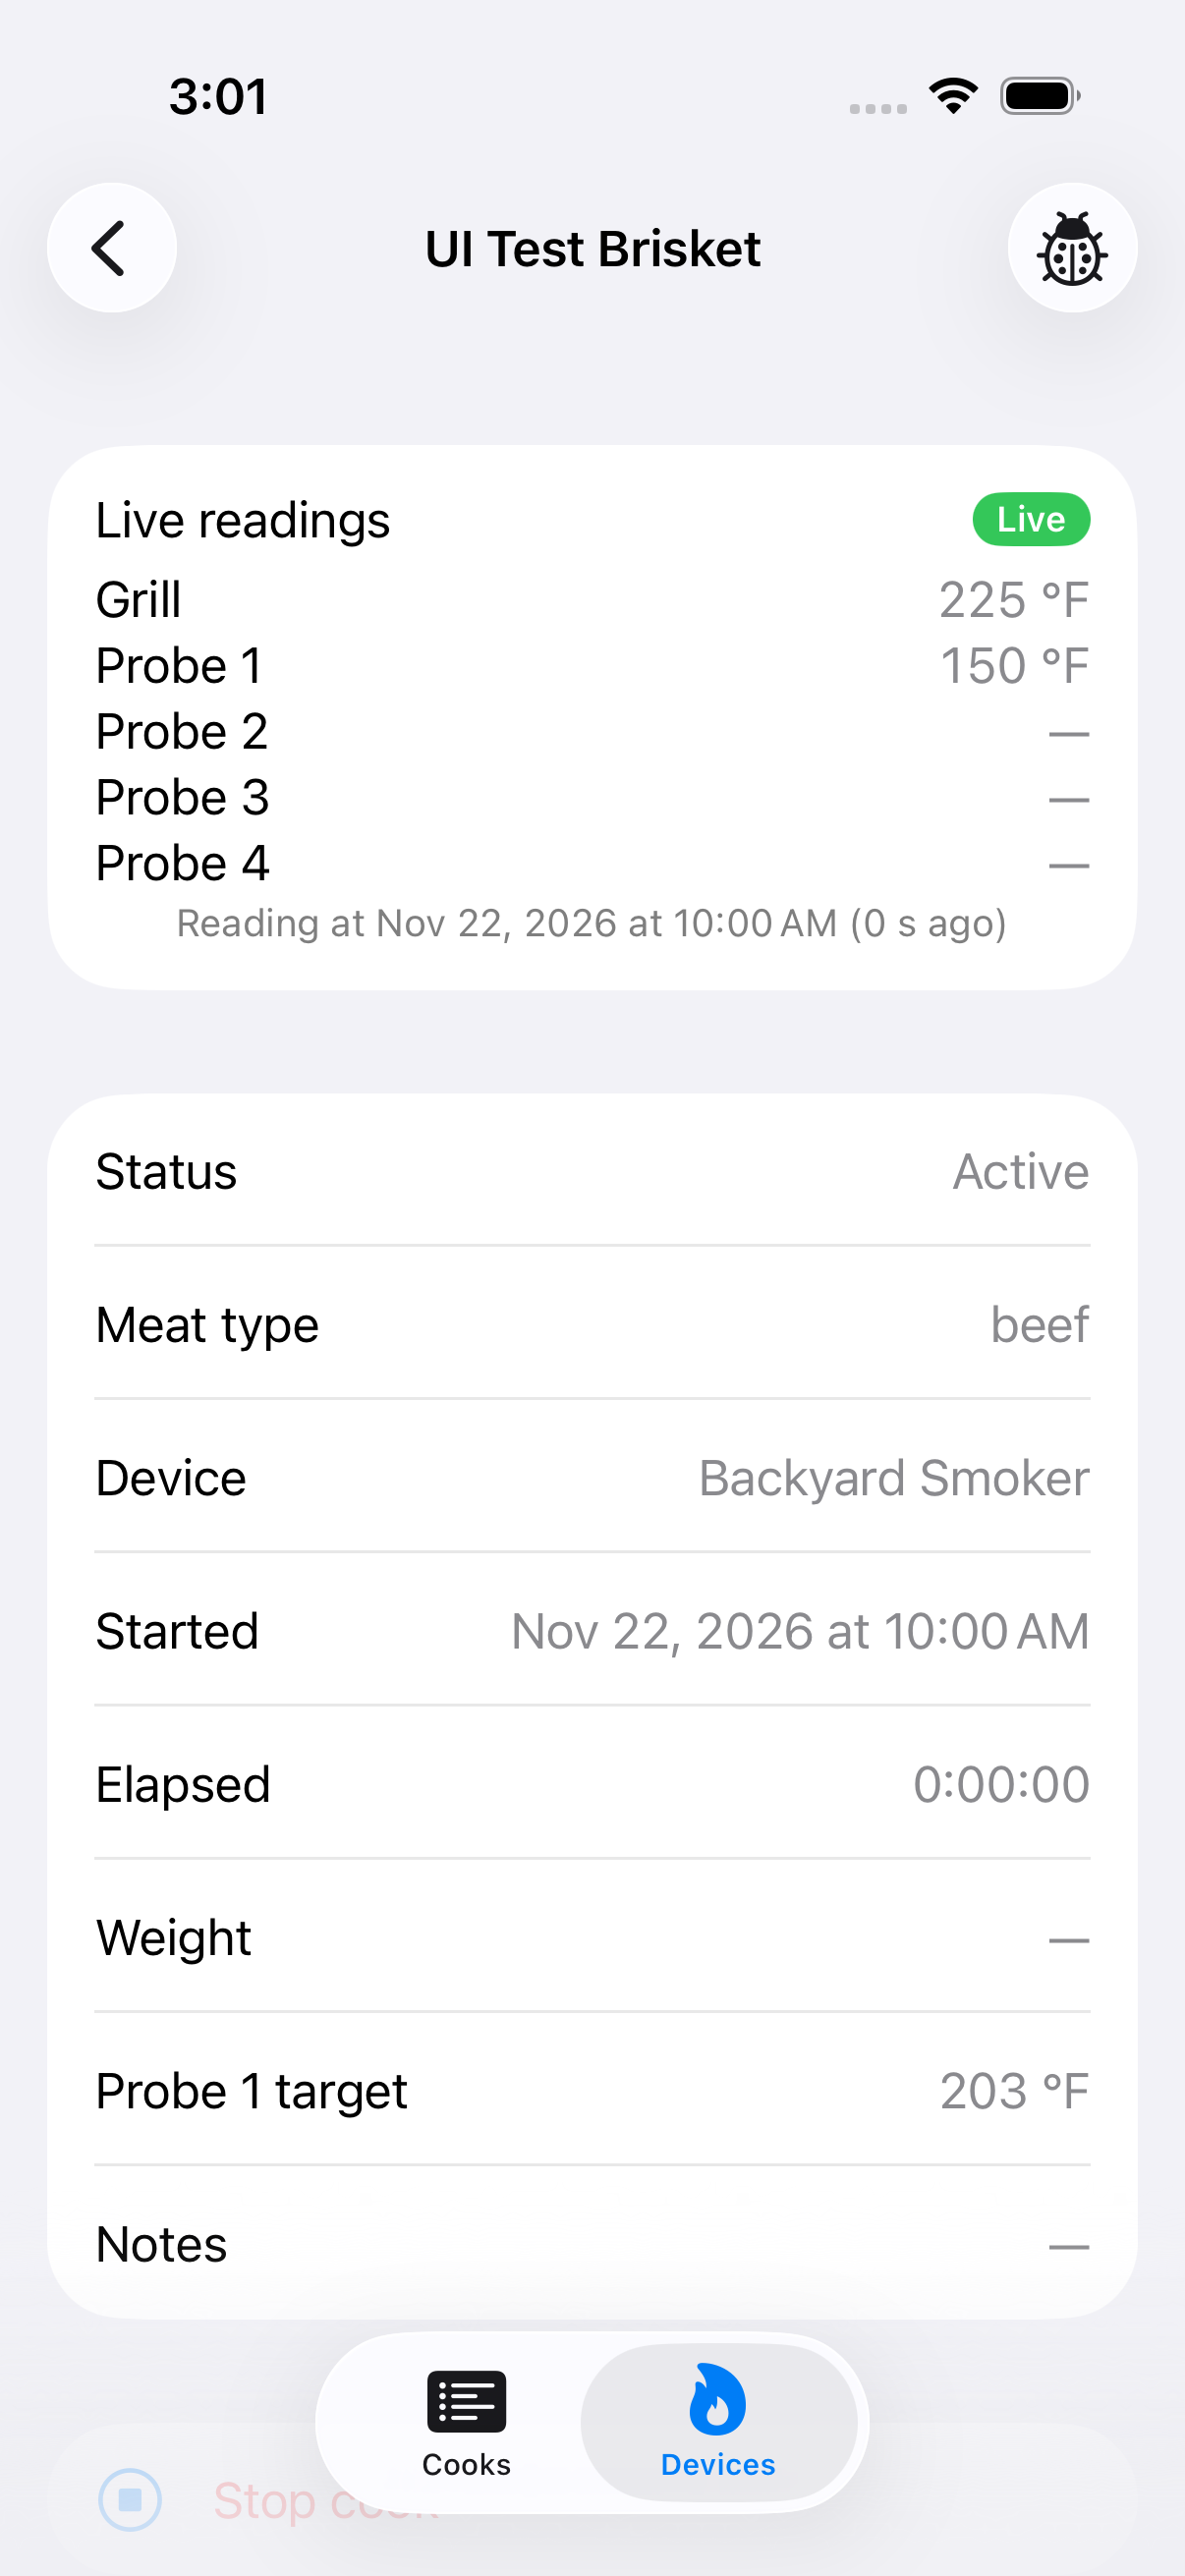 3:01
UI Test Brisket
Live readings Live
Grill 225 °F
Probe 1 150 °F
Probe 2 —
Probe 3 —
Probe 4 —
Reading at Nov 22, 2026 at 10:00 AM (0 s ago)
Status Active
Meat type beef
Device Backyard Smoker
Started Nov 22, 2026 at 10:00 AM
Elapsed 0:00:00
Weight —
Probe 1 target 203 °F
Notes —
Cooks Devices
Stop cook